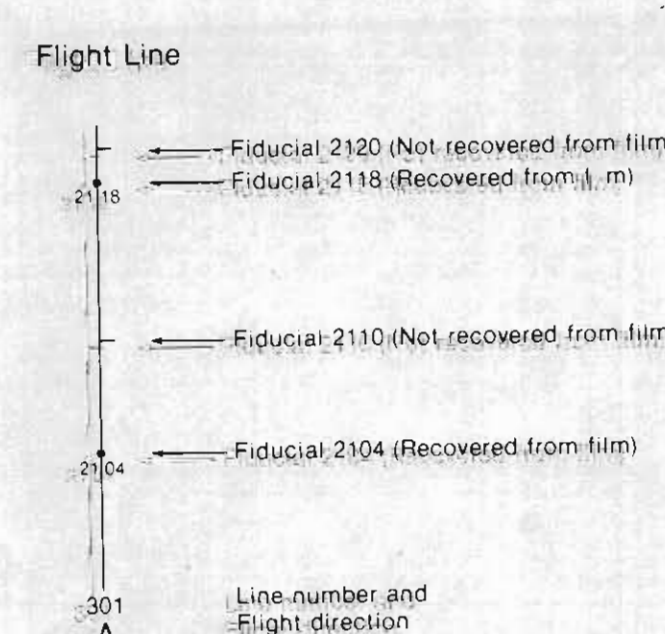 Flight Line
Fiducial 2120 (Not recovered from film
Fiducial 2118 (Recovered from
2118
Fiducial 2110 (Not recovered from film
Fiducial 2104 (Recovered from film)
2104
301
Line number and
Flight direction